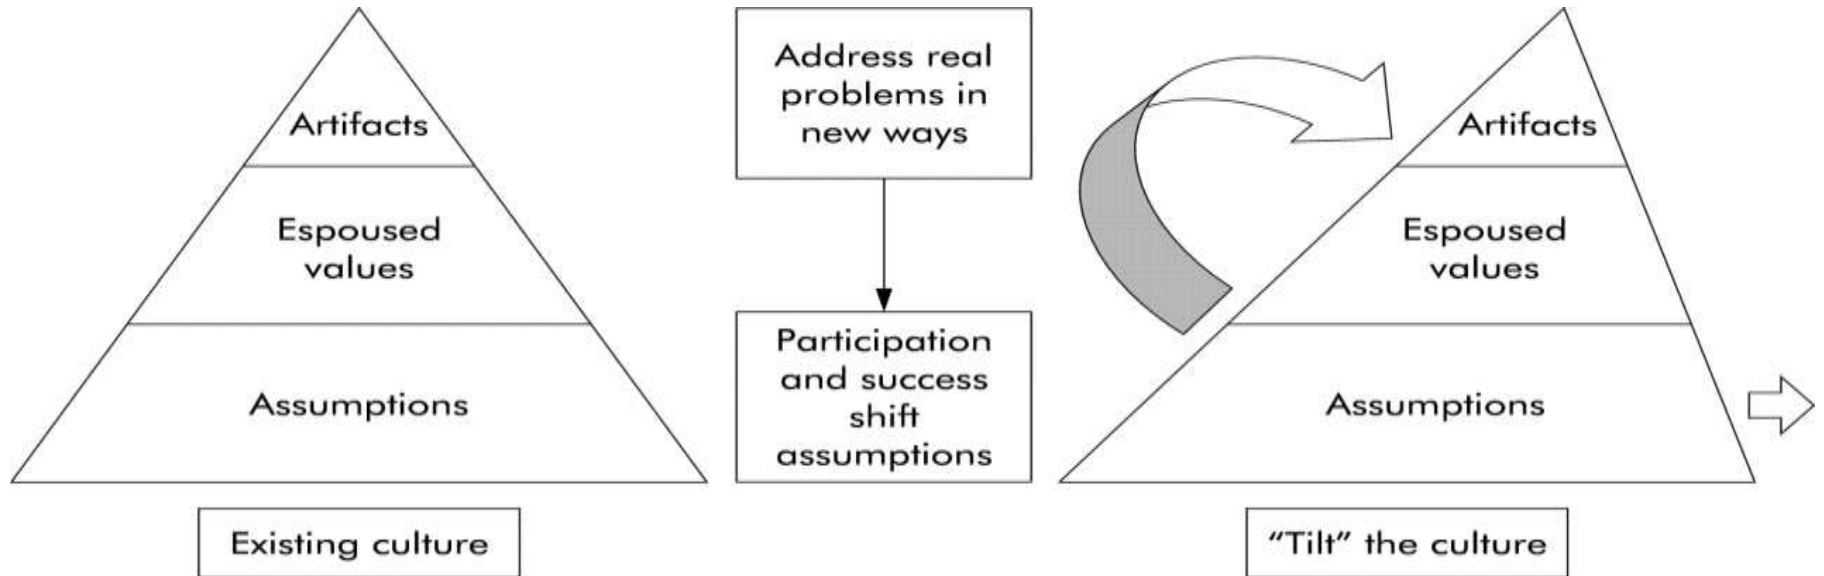 Artifacts
Espoused
values
Assumptions
Existing culture
Address real
problems in
new ways
Participation
and success
shift
assumptions
Artifacts
Espoused
values
Assumptions
“Tilt” the culture